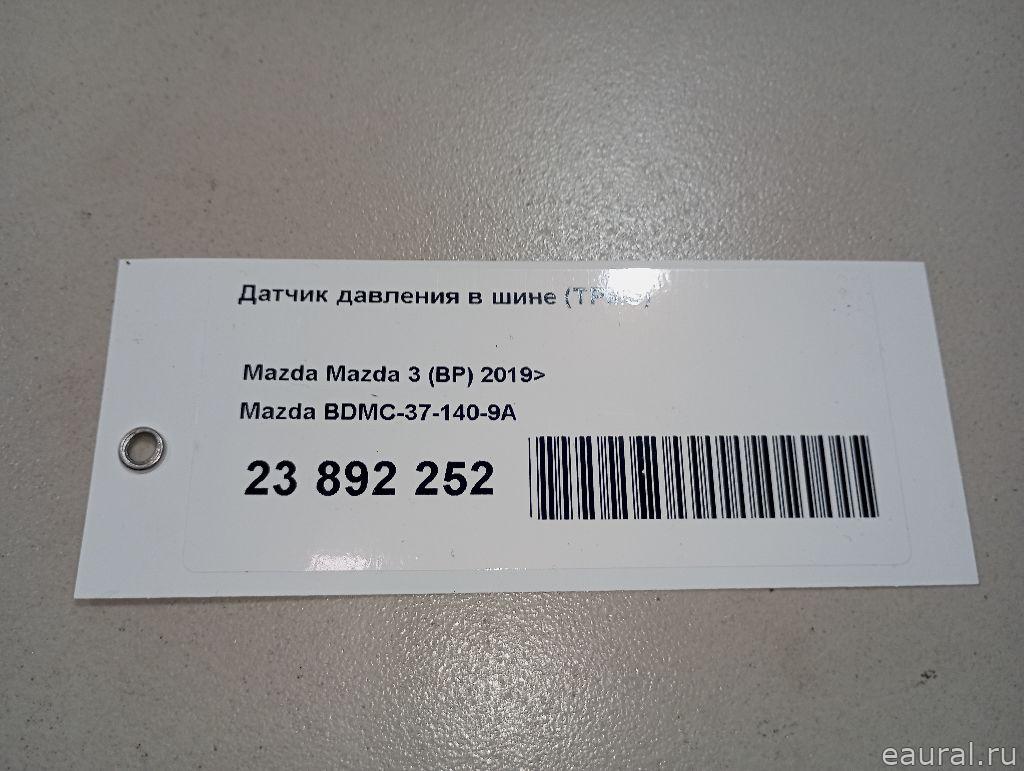 Датчик давления в шине
Mazda Mazda 3 (BP) 2019>
Mazda BDMC-37-140-9A
23 892 252
eaural.ru